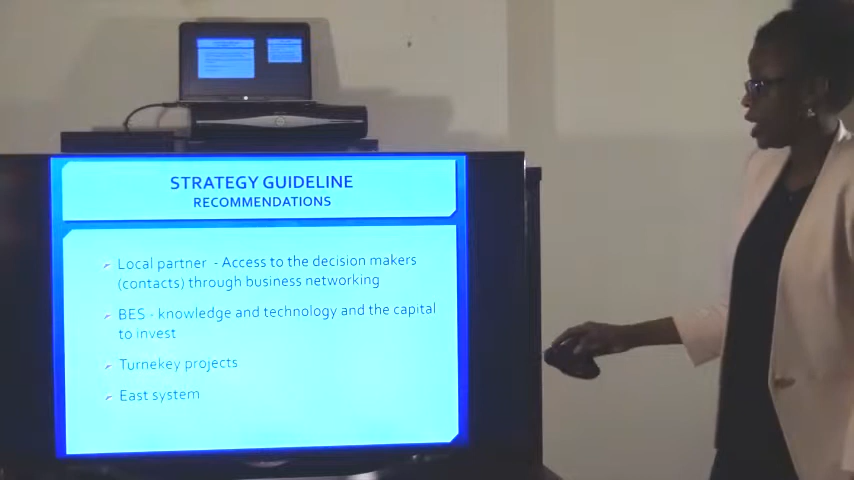 STRATEGY GUIDELINE
RECOMMENDATIONS
Local partner - Access to the decision makers
(contacts) through business networking
BES - knowledge and technology and the capital
to invest
Turnekey projects
East system